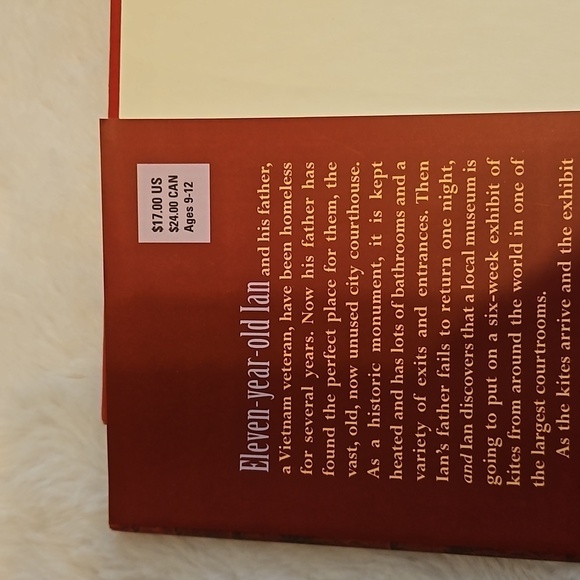 $17.00 US
$24.00 CAN
Ages 9-12
Eleven-year-old Ian and his father,
a Vietnam veteran, have been homeless
for several years. Now his father has
found the perfect place for them, the
vast, old, now unused city courthouse.
As a historic monument, it is kept
heated and has lots of bathrooms and a
variety of exits and entrances. Then
Ian's father fails to return one night,
and Ian discovers that a local museum is
going to put on a six-week exhibit of
kites from around the world in one of
the largest courtrooms.
As the kites arrive and the exhibit